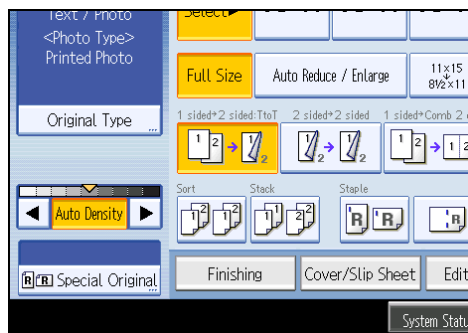 Text / Photo
<Photo Type>
Printed Photo
Original Type
Auto Density
Special Original
Select▶
Full Size
Auto Reduce / Enlarge
11×15
8½×11
1 sided→2 sided:TtoT
2 sided→2 sided
1 sided→Comb 2
Sort
Stack
Staple
Finishing
Cover/Slip Sheet
Edit
System Statu